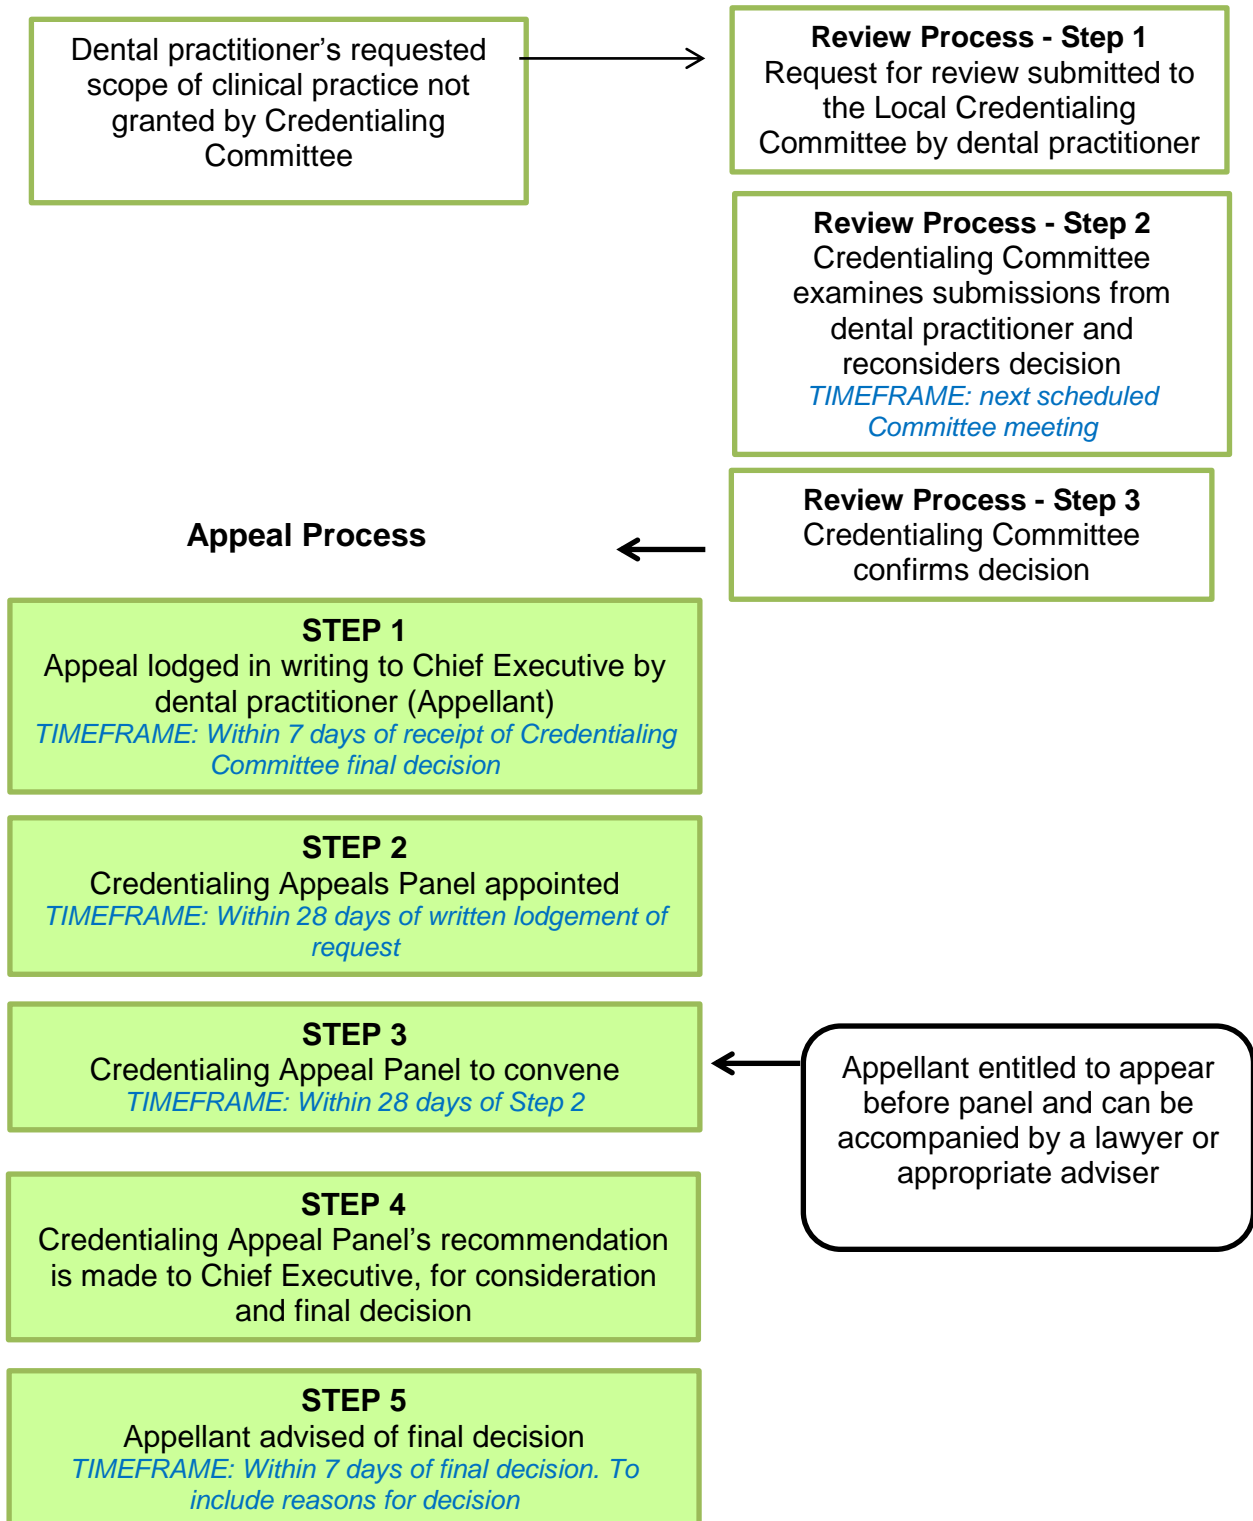 Dental practitioner’s requested
scope of clinical practice not
granted by Credentialing
Committee
Review Process - Step 1
Request for review submitted to
the Local Credentialing
Committee by dental practitioner
Review Process - Step 2
Credentialing Committee
examines submissions from
dental practitioner and
reconsiders decision
TIMEFRAME: next scheduled
Committee meeting
Review Process - Step 3
Credentialing Committee
confirms decision
Appeal Process
STEP 1
Appeal lodged in writing to Chief Executive by
dental practitioner (Appellant)
TIMEFRAME: Within 7 days of receipt of Credentialing
Committee final decision
STEP 2
Credentialing Appeals Panel appointed
TIMEFRAME: Within 28 days of written lodgement of
request
STEP 3
Credentialing Appeal Panel to convene
TIMEFRAME: Within 28 days of Step 2
Appellant entitled to appear
before panel and can be
accompanied by a lawyer or
appropriate adviser
STEP 4
Credentialing Appeal Panel’s recommendation
is made to Chief Executive, for consideration
and final decision
STEP 5
Appellant advised of final decision
TIMEFRAME: Within 7 days of final decision. To
include reasons for decision